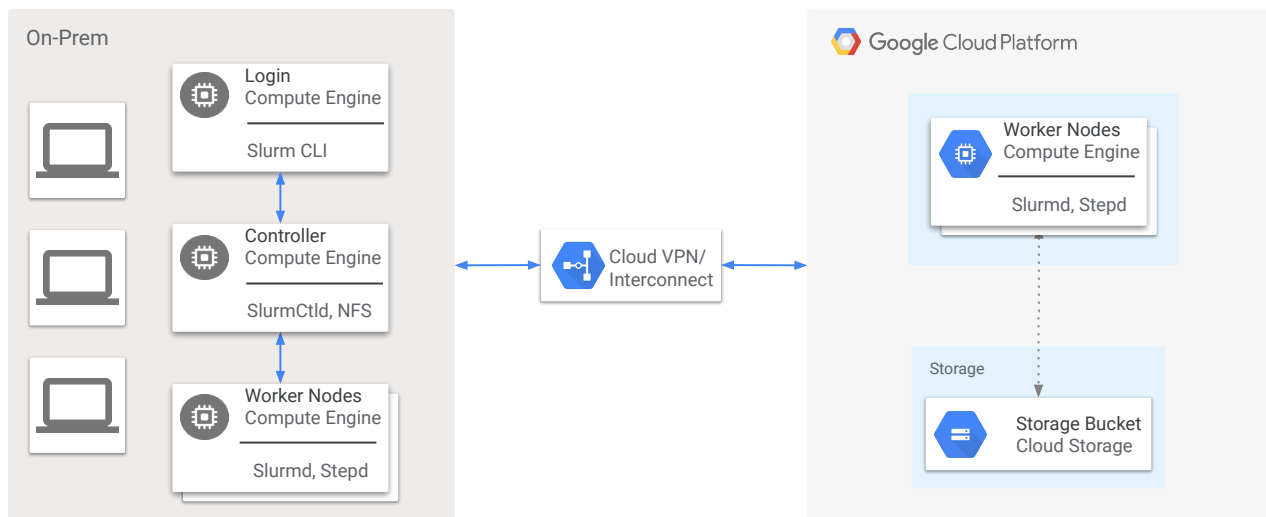 On-Prem
Login
Compute Engine
Slurm CLI
Controller
Compute Engine
SlurmCtld, NFS
Worker Nodes
Compute Engine
Slurmd, Stepd
Cloud VPN/
Interconnect
Google Cloud Platform
Worker Nodes
Compute Engine
Slurmd, Stepd
Storage
Storage Bucket
Cloud Storage